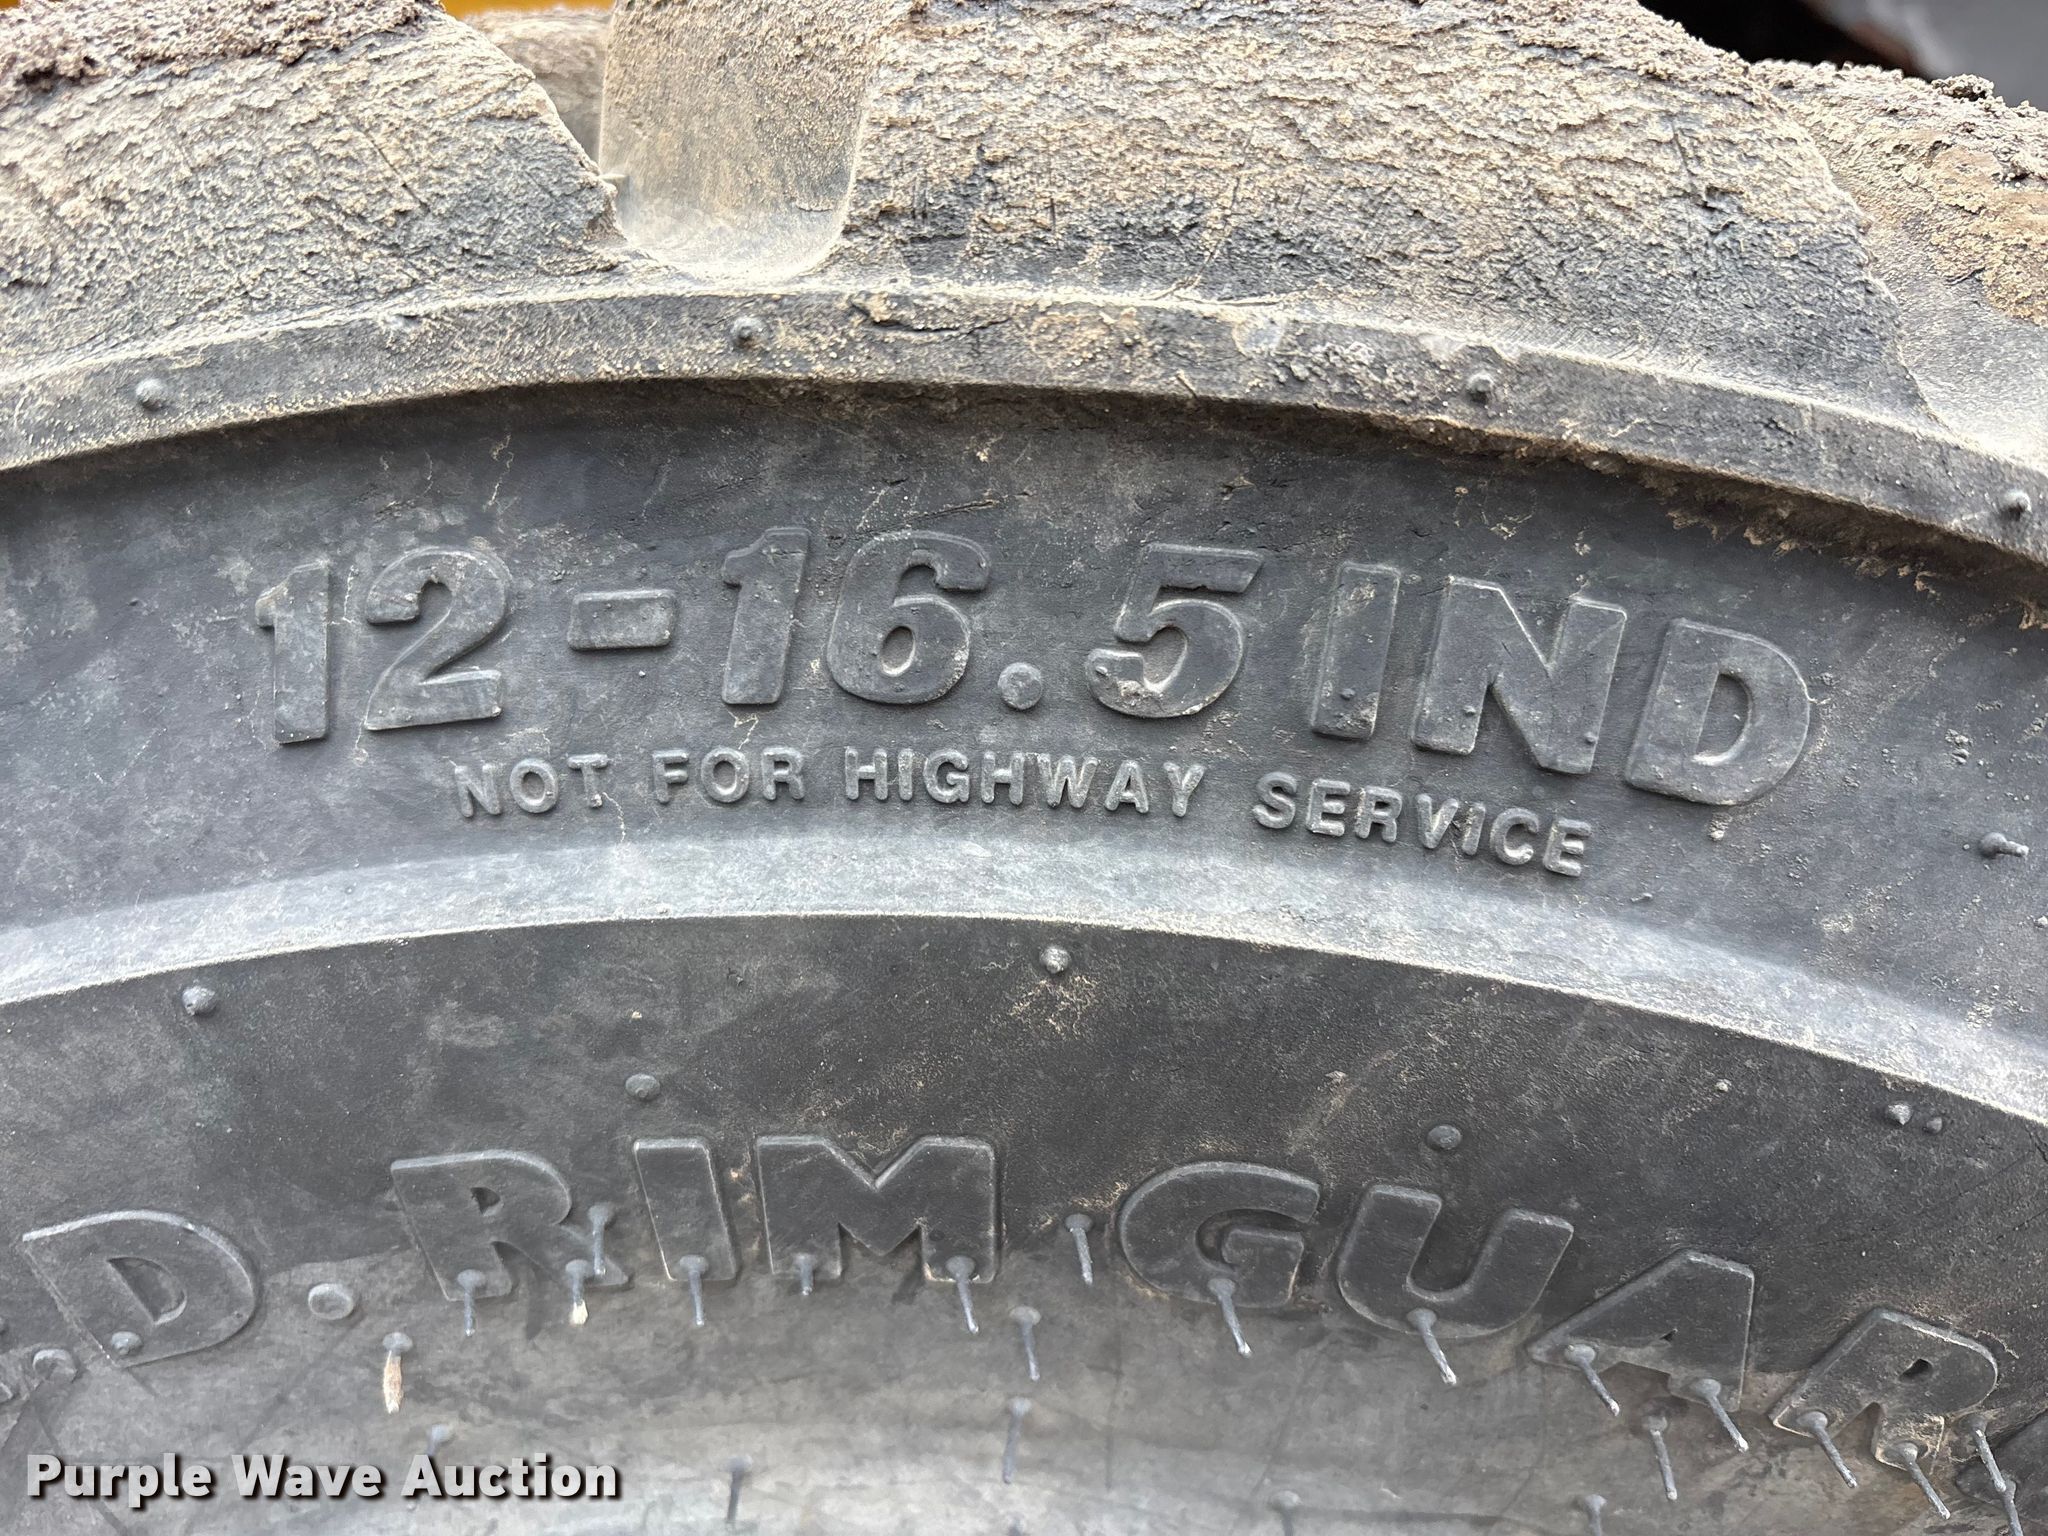 12-16.5 IND
NOT FOR HIGHWAY SERVICE
D. RIM GUAR
Purple Wave Auction